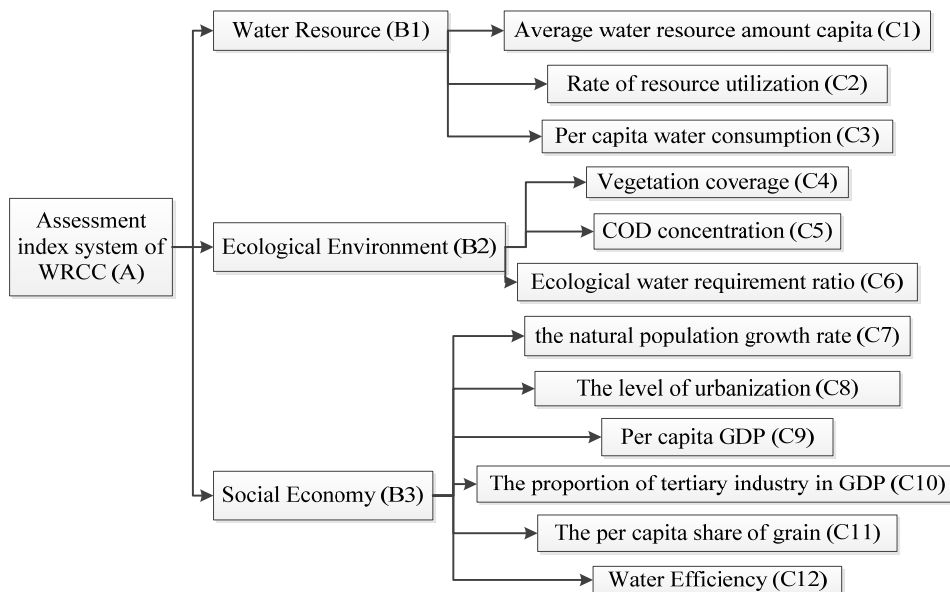 Water Resource (B1)
Average water resource amount capita (C1)
Rate of resource utilization (C2)
Per capita water consumption (C3)
Assessment
index system of
WRCC (A)
Ecological Environment (B2)
Vegetation coverage (C4)
COD concentration (C5)
Ecological water requirement ratio (C6)
the natural population growth rate (C7)
The level of urbanization (C8)
Per capita GDP (C9)
Social Economy (B3)
The proportion of tertiary industry in GDP (C10)
The per capita share of grain (C11)
Water Efficiency (C12)